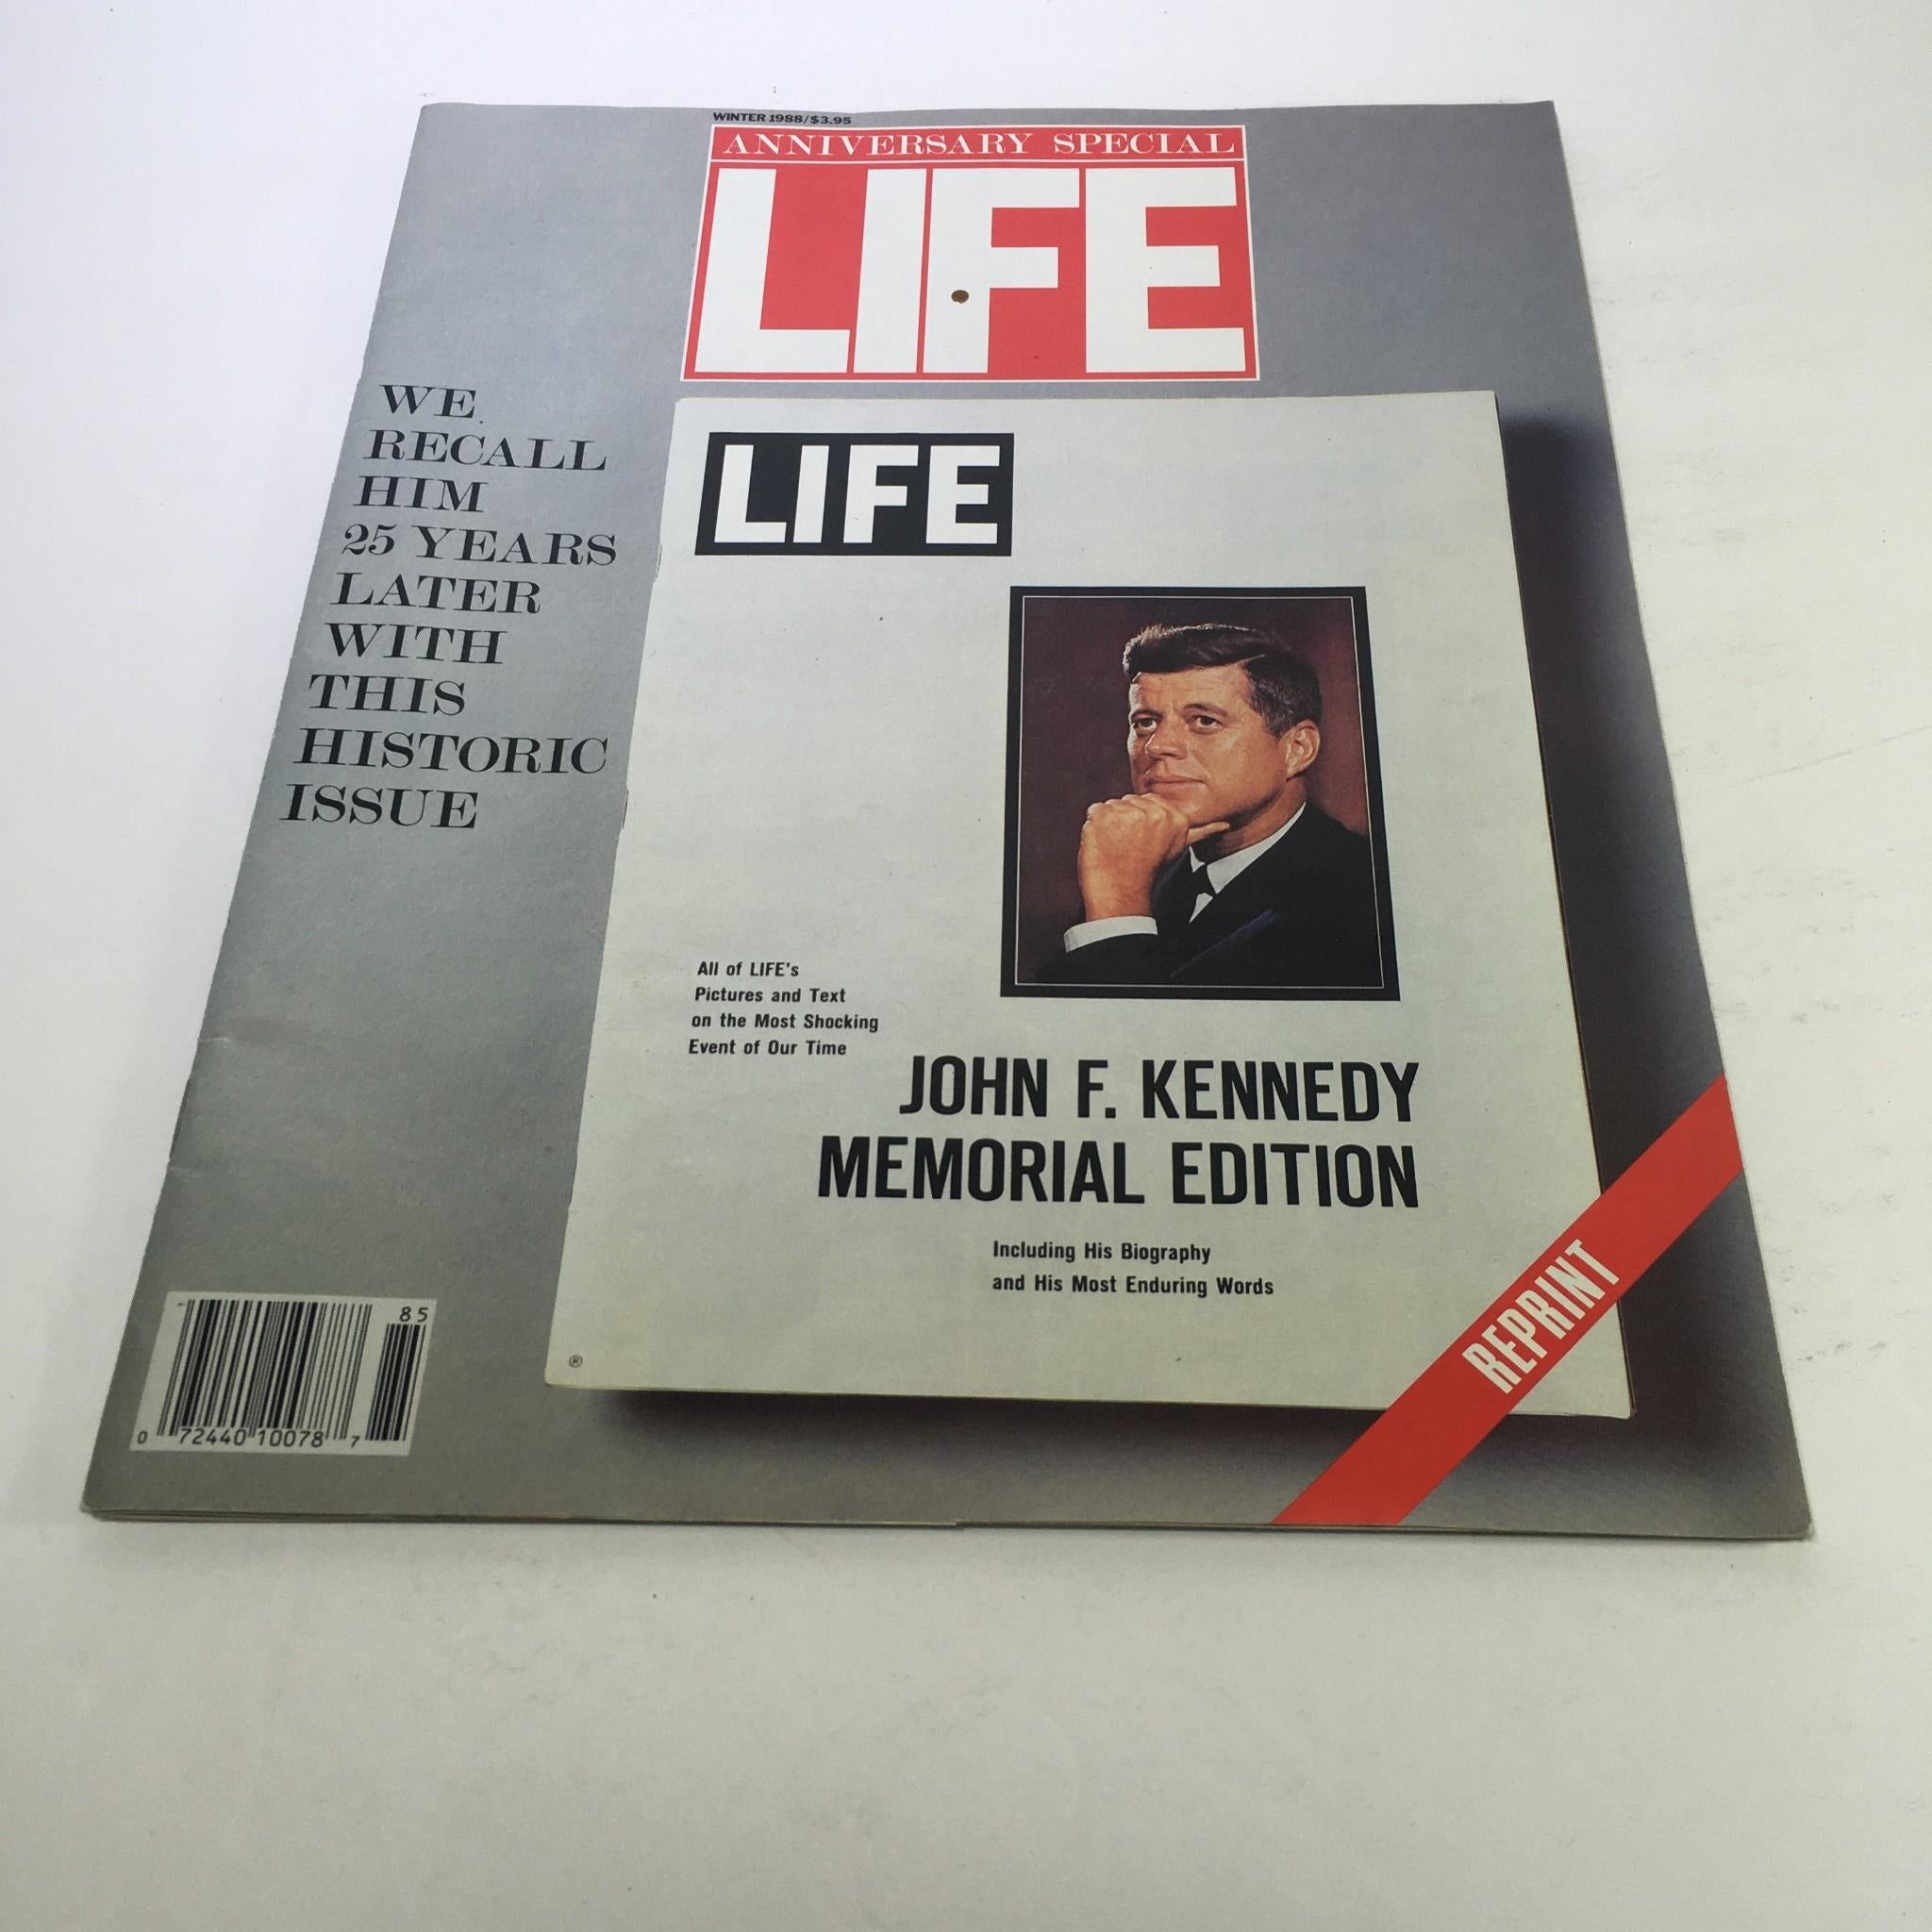 WINTER 1988/$3.95
ANNIVERSARY SPECIAL
LIFE
WE
RECALL
HIM
25 YEARS
LATER
WITH
THIS
HISTORIC
ISSUE
LIFE
All of LIFE's
Pictures and Text
on the Most Shocking
Event of Our Time
JOHN F. KENNEDY
MEMORIAL EDITION
Including His Biography
and His Most Enduring Words
®
REPRINT
85
0 72440 10078 7